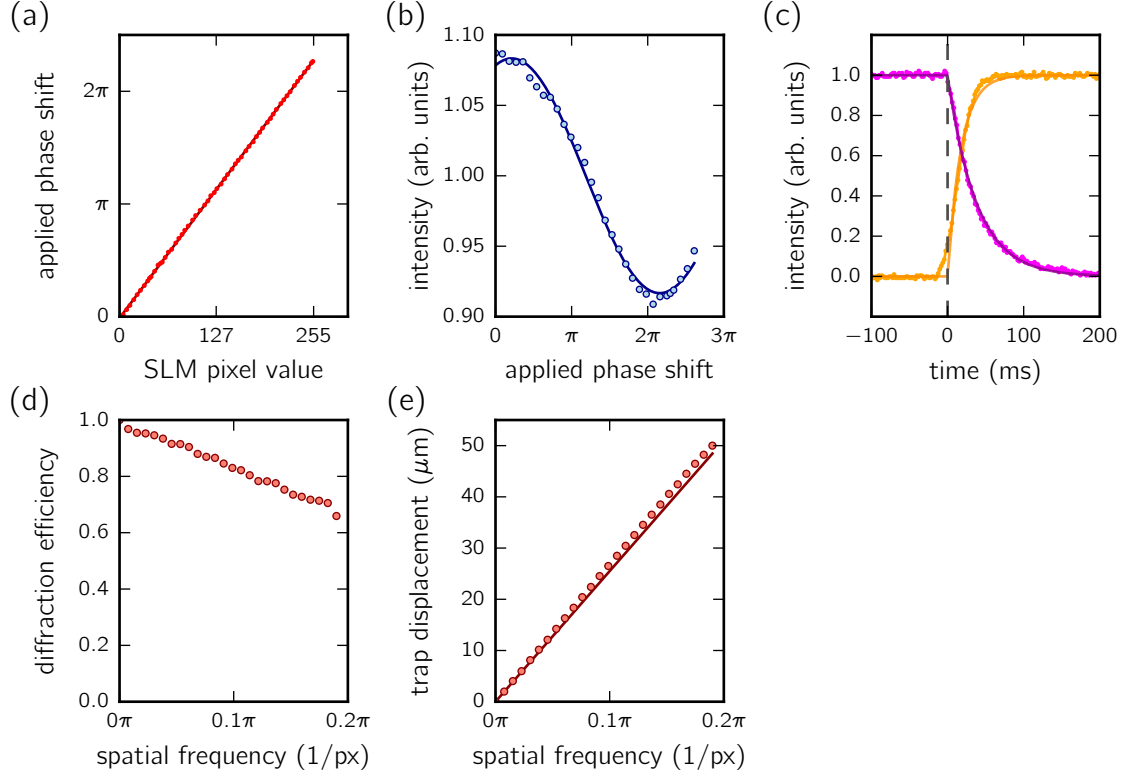 (a)
applied phase shift
2π
π
0
0 127 255
SLM pixel value
(b)
intensity (arb. units)
1.10
1.05
1.00
0.95
0.90
0 π 2π 3π
applied phase shift
(c)
intensity (arb. units)
1.0
0.8
0.6
0.4
0.2
0.0
−100 0 100 200
time (ms)
(d)
diffraction efficiency
1.0
0.8
0.6
0.4
0.2
0.0
0π 0.1π 0.2π
spatial frequency (1/px)
(e)
trap displacement (μm)
50
40
30
20
10
0
0π 0.1π 0.2π
spatial frequency (1/px)